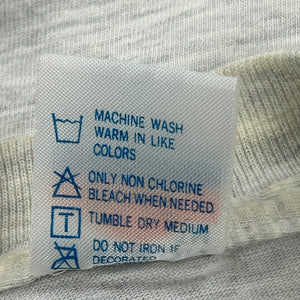 MACHINE WASH
WARM IN LIKE
COLORS
ONLY NON CHLORINE
BLEACH WHEN NEEDED
T TUMBLE DRY MEDIUM
DO NOT IRON IF
DECORATED